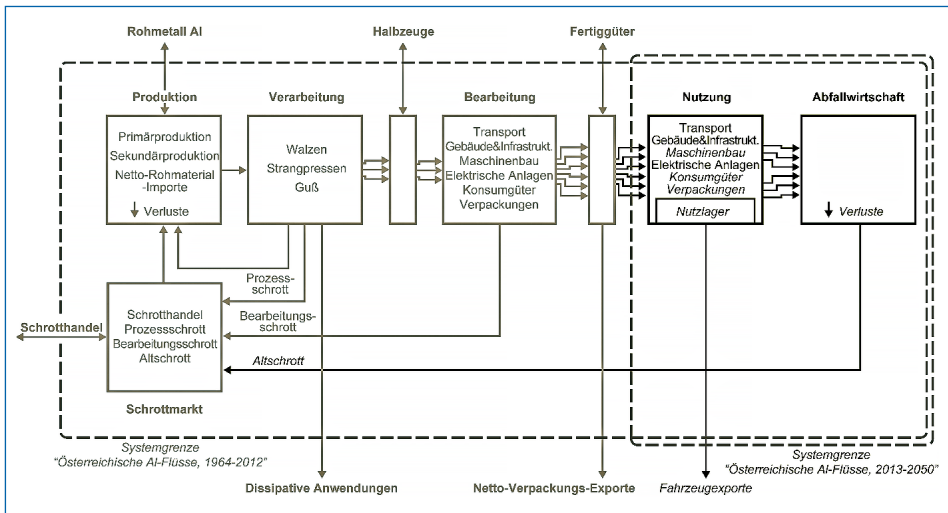 Rohmetall Al
Halbzeuge
Fertiggüter
Produktion
Verarbeitung
Bearbeitung
Nutzung
Abfallwirtschaft
Primärproduktion
Sekundärproduktion
Netto-Rohmaterial
-Importe
Verluste
Walzen
Strangpressen
Guß
Transport
Gebäude&Infrastrukt.
Maschinenbau
Elektrische Anlagen
Konsumgüter
Verpackungen
Transport
Gebäude&Infrastrukt.
Maschinenbau
Elektrische Anlagen
Konsumgüter
Verpackungen
Nutzlager
Verluste
Prozess-
schrott
Bearbeitungs-
schrott
Altschrott
Schrotthandel
Schrotthandel
Prozessschrott
Bearbeitungsschrott
Altschrott
Schrottmarkt
Systemgrenze
"Österreichische Al-Flüsse, 1964-2012"
Systemgrenze
"Österreichische Al-Flüsse, 2013-2050"
Dissipative Anwendungen
Netto-Verpackungs-Exporte
Fahrzeugexporte